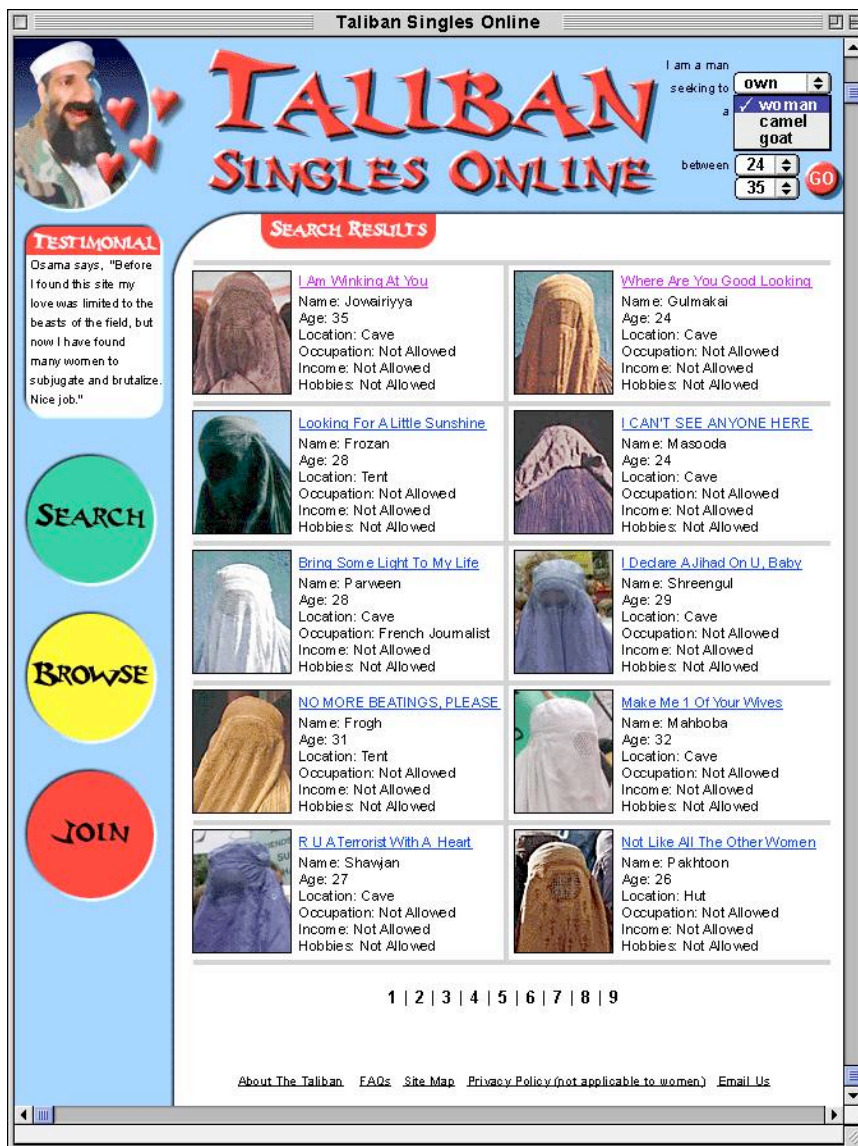 Taliban Singles Online
TALIBAN
SINGLES ONLINE
I am a man
seeking to own
a woman
camel
goat
between 24
35
GO
TESTIMONIAL
Osama says, "Before
I found this site my
love was limited to the
beasts of the field, but
now I have found
many women to
subjugate and brutalize.
Nice job."
SEARCH
BROWSE
JOIN
SEARCH RESULTS
I Am Winking At You
Name: Jowairiyya
Age: 35
Location: Cave
Occupation: Not Allowed
Income: Not Allowed
Hobbies: Not Allowed
Where Are You Good Looking
Name: Gulmakai
Age: 24
Location: Cave
Occupation: Not Allowed
Income: Not Allowed
Hobbies: Not Allowed
Looking For A Little Sunshine
Name: Frozan
Age: 28
Location: Tent
Occupation: Not Allowed
Income: Not Allowed
Hobbies: Not Allowed
I CAN'T SEE ANYONE HERE
Name: Masooda
Age: 24
Location: Cave
Occupation: Not Allowed
Income: Not Allowed
Hobbies: Not Allowed
Bring Some Light To My Life
Name: Parween
Age: 28
Location: Cave
Occupation: French Journalist
Income: Not Allowed
Hobbies: Not Allowed
I Declare A Jihad On U, Baby
Name: Shreengul
Age: 29
Location: Cave
Occupation: Not Allowed
Income: Not Allowed
Hobbies: Not Allowed
NO MORE BEATINGS, PLEASE
Name: Frogh
Age: 31
Location: Tent
Occupation: Not Allowed
Income: Not Allowed
Hobbies: Not Allowed
Make Me 1 Of Your Wives
Name: Mahboba
Age: 32
Location: Cave
Occupation: Not Allowed
Income: Not Allowed
Hobbies: Not Allowed
R U A Terrorist With A Heart
Name: Shawjan
Age: 27
Location: Cave
Occupation: Not Allowed
Income: Not Allowed
Hobbies: Not Allowed
Not Like All The Other Women
Name: Pakhtoon
Age: 26
Location: Hut
Occupation: Not Allowed
Income: Not Allowed
Hobbies: Not Allowed
1 | 2 | 3 | 4 | 5 | 6 | 7 | 8 | 9
About The Taliban FAQs Site Map Privacy Policy (not applicable to women) Email Us